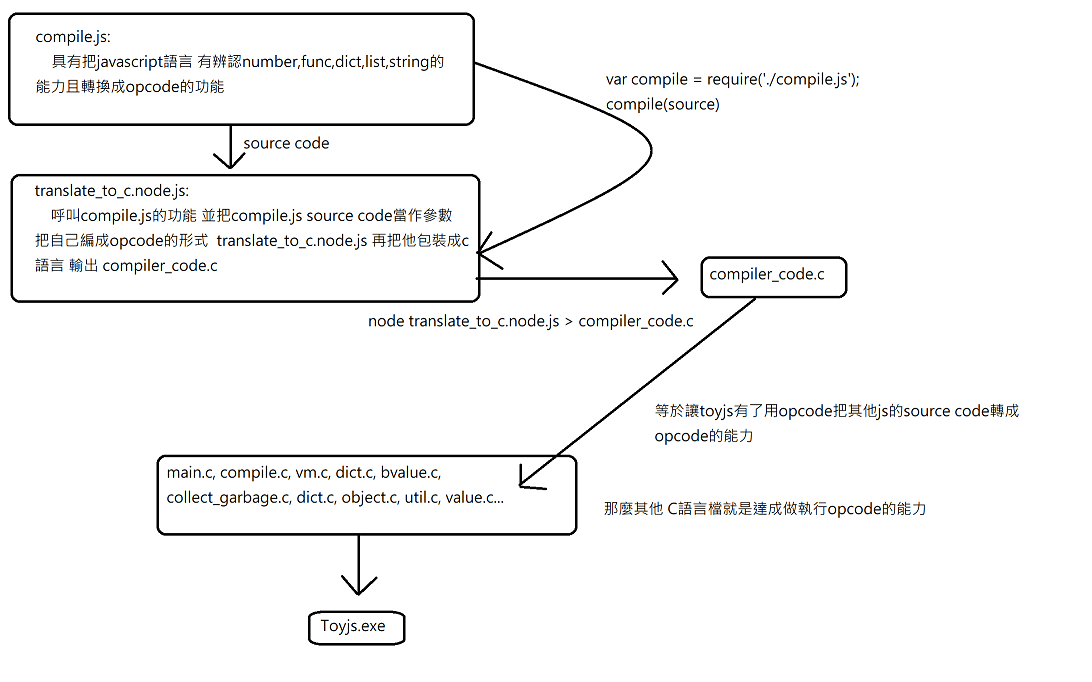 compile.js:
具有把javascript語言 有辨認number,func,dict,list,string的
能力且轉換成opcode的功能
var compile = require('./compile.js');
compile(source)
source code
translate_to_c.node.js:
呼叫compile.js的功能 並把compile.js source code當作參數
把自己編成opcode的形式 translate_to_c.node.js 再把他包裝成c
語言 輸出 compiler_code.c
compiler_code.c
node translate_to_c.node.js > compiler_code.c
等於讓toyjs有了用opcode把其他js的source code轉成
opcode的能力
main.c, compile.c, vm.c, dict.c, bvalue.c,
collect_garbage.c, dict.c, object.c, util.c, value.c...
那麼其他 C語言檔就是達成做執行opcode的能力
Toyjs.exe